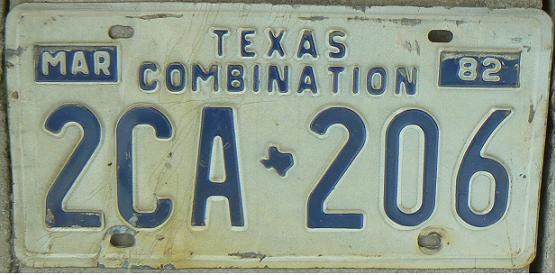 TEXAS
MAR COMBINATION 82
2CA 206